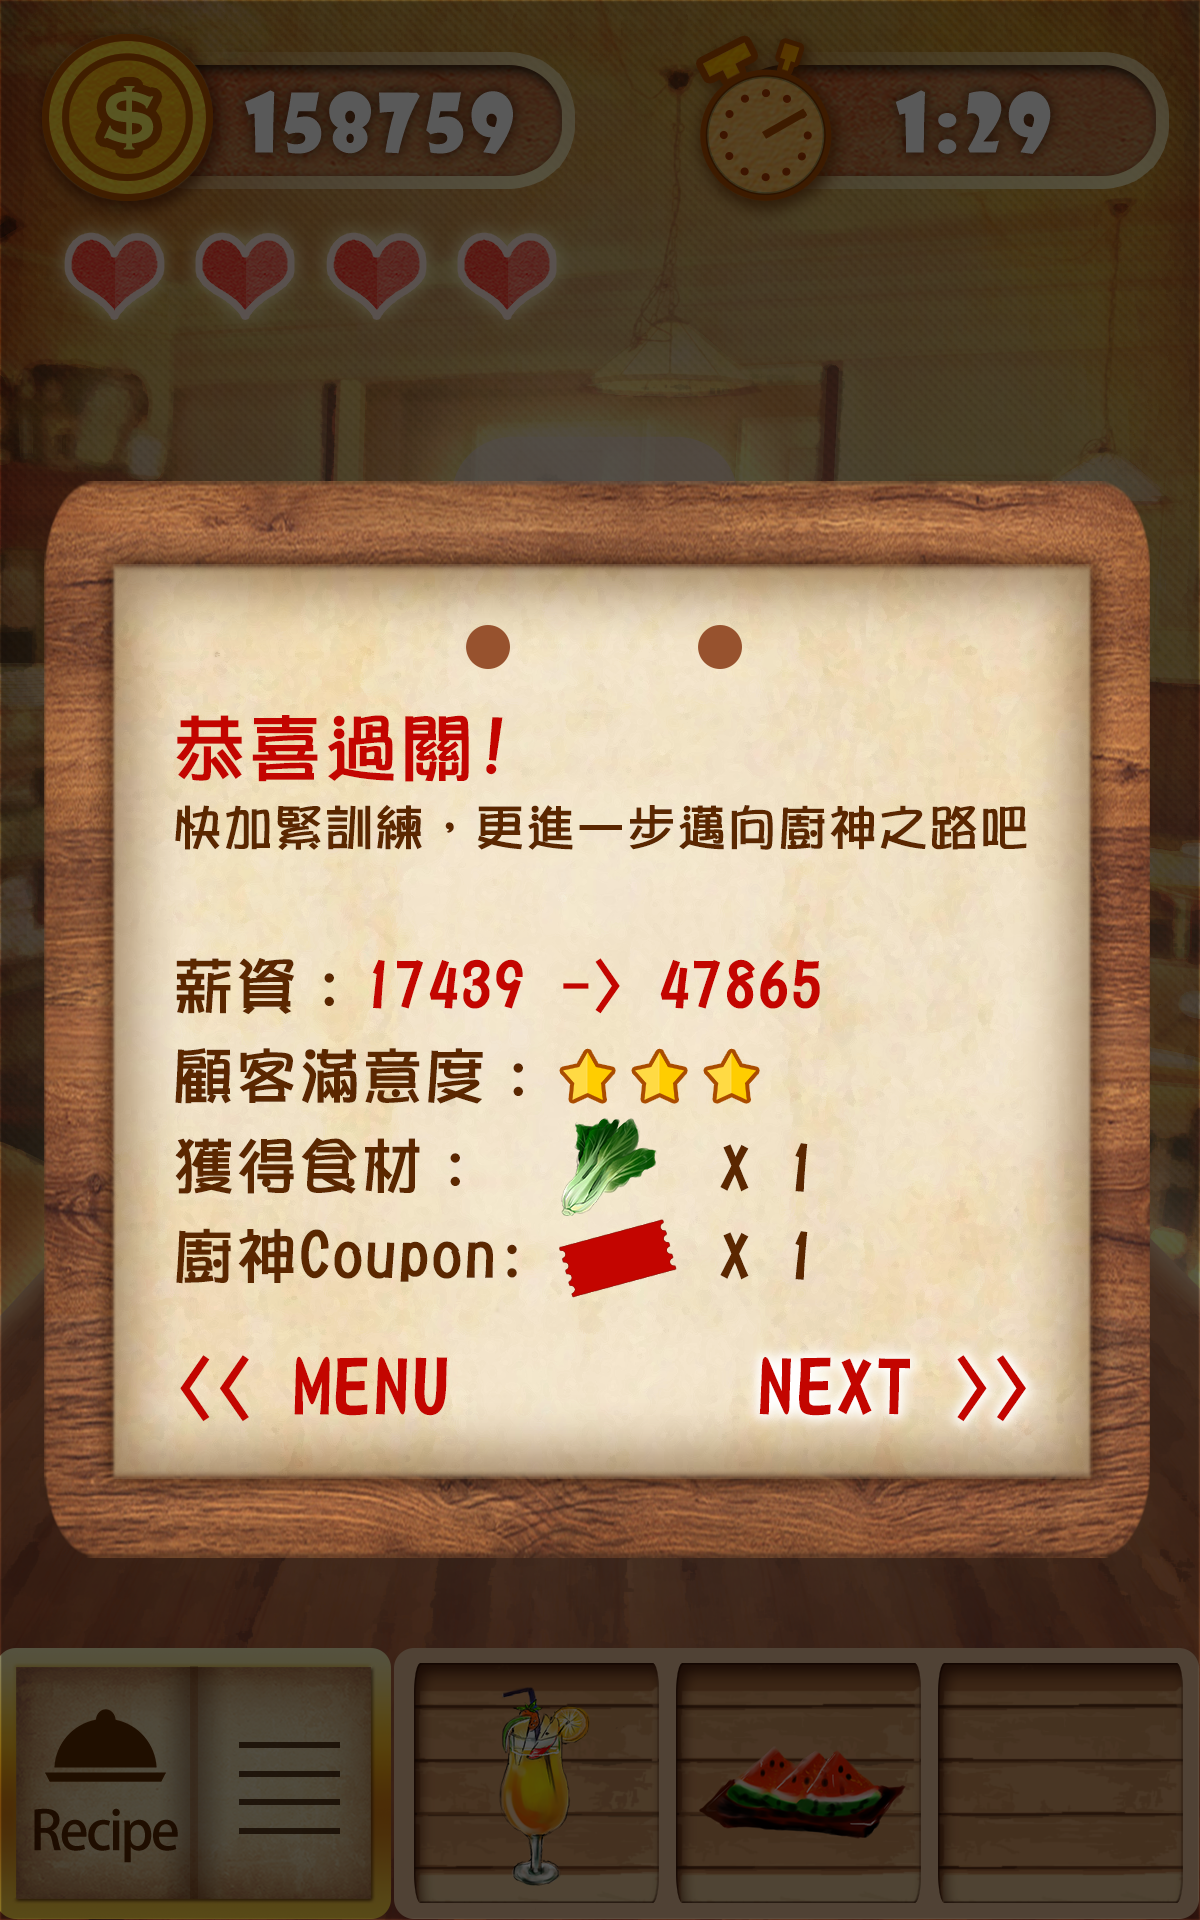 158759
1:29
恭喜過關!
快加緊訓練，更進一步邁向廚神之路吧
薪資：17439 -> 47865
顧客滿意度：
獲得食材： X 1
廚神Coupon: X 1
<< MENU
NEXT >>
Recipe